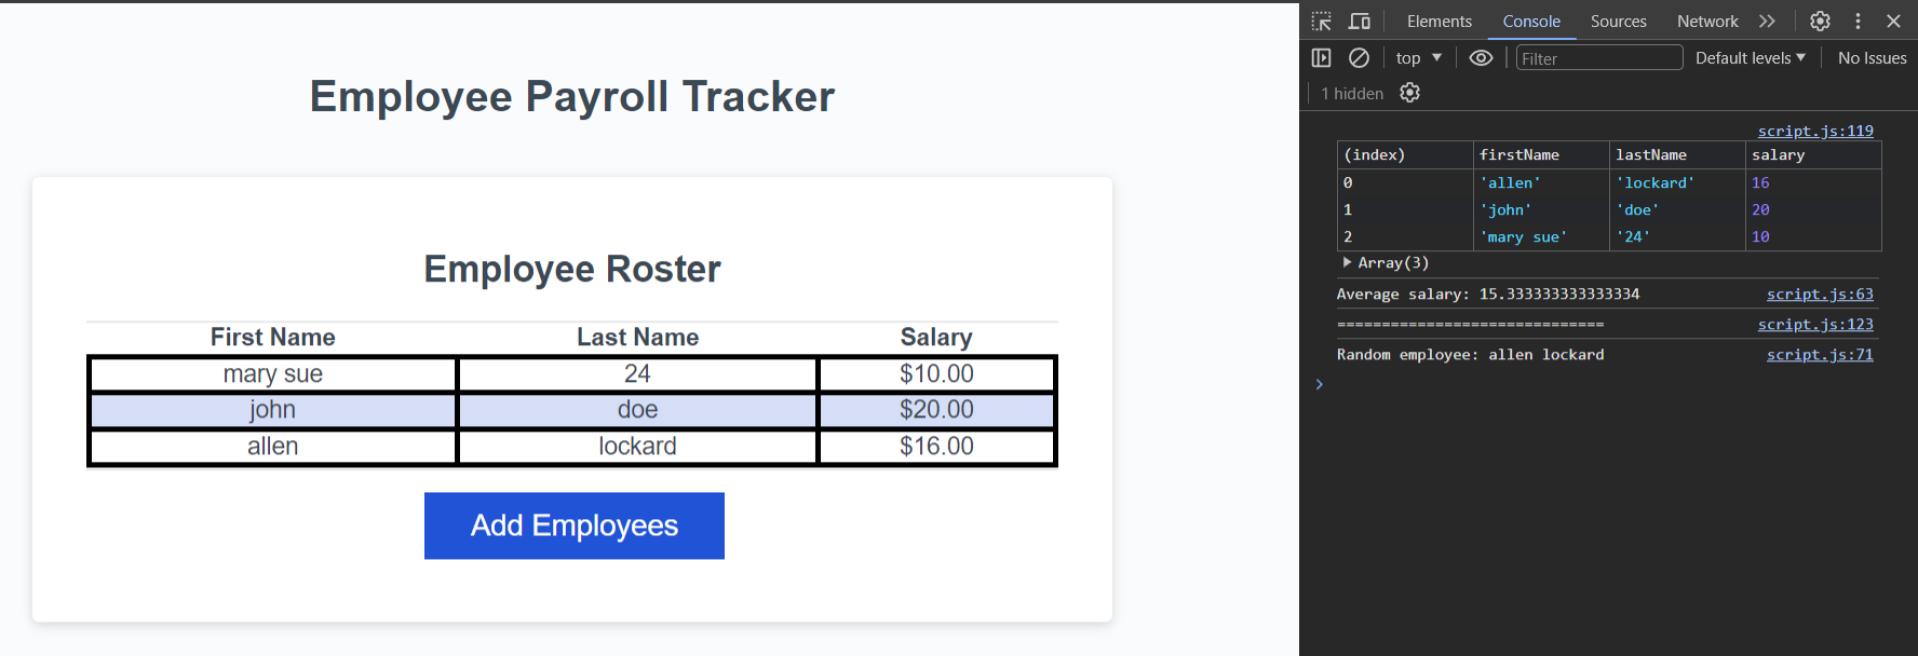 Employee Payroll Tracker
Employee Roster
First Name Last Name Salary
mary sue 24 $10.00
john doe $20.00
allen lockard $16.00
Add Employees
Elements Console Sources Network
top Filter Default levels No Issues
1 hidden
script.js:119
(index) firstName lastName salary
0 'allen' 'lockard' 16
1 'john' 'doe' 20
2 'mary sue' '24' 10
Array(3)
Average salary: 15.333333333333334 script.js:63
============================== script.js:123
Random employee: allen lockard script.js:71